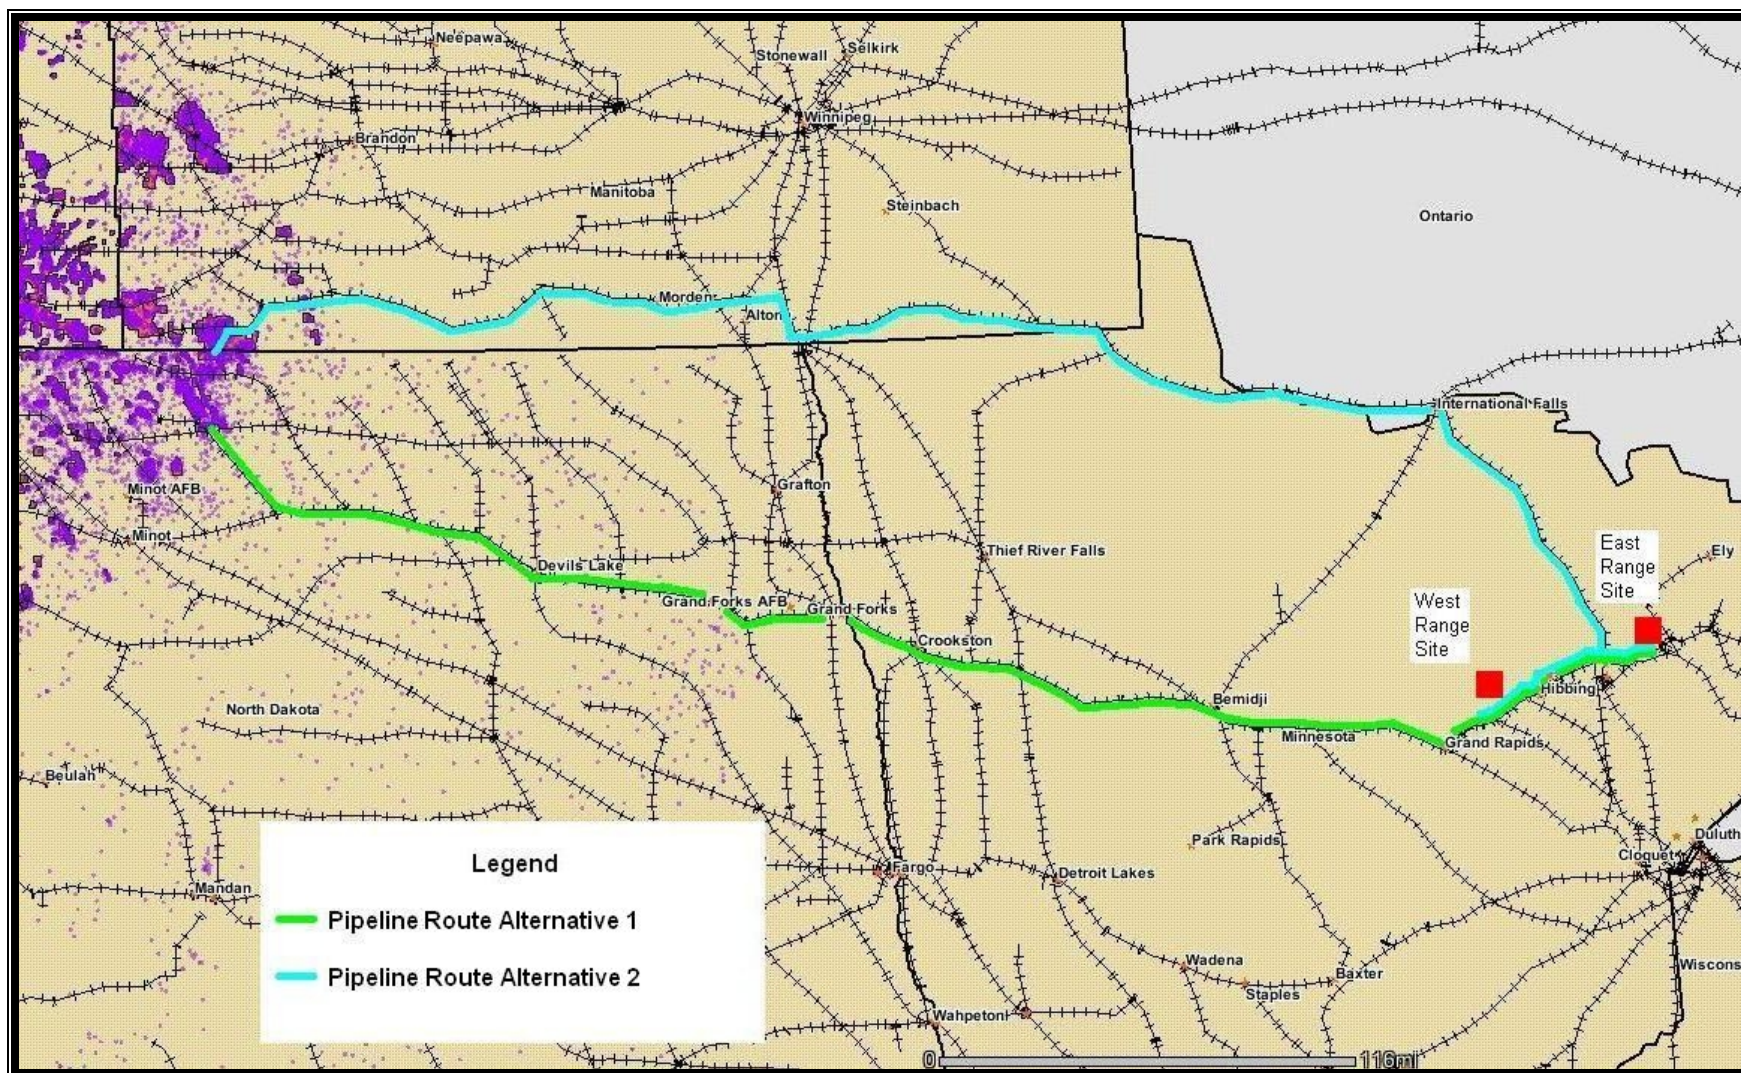 Neepawa
Stonewall
Selkirk
Winnipeg
Brandon
Manitoba
Steinbach
Ontario
Morden
Alton
International Falls
Minot AFB
Grafton
Minot
Thief River Falls
East
Range
Site
Ely
Devils Lake
Grand Forks AFB
Grand Forks
West
Range
Site
Crookston
Hibbing
Bemidji
North Dakota
Minnesota
Grand Rapids
Beulah
Park Rapids
Duluth
Cloquet
Legend
Fargo
Detroit Lakes
Mandan
Pipeline Route Alternative 1
Pipeline Route Alternative 2
Wadena
Baxter
Staples
Wiscons
Wahpeton
0 116mi